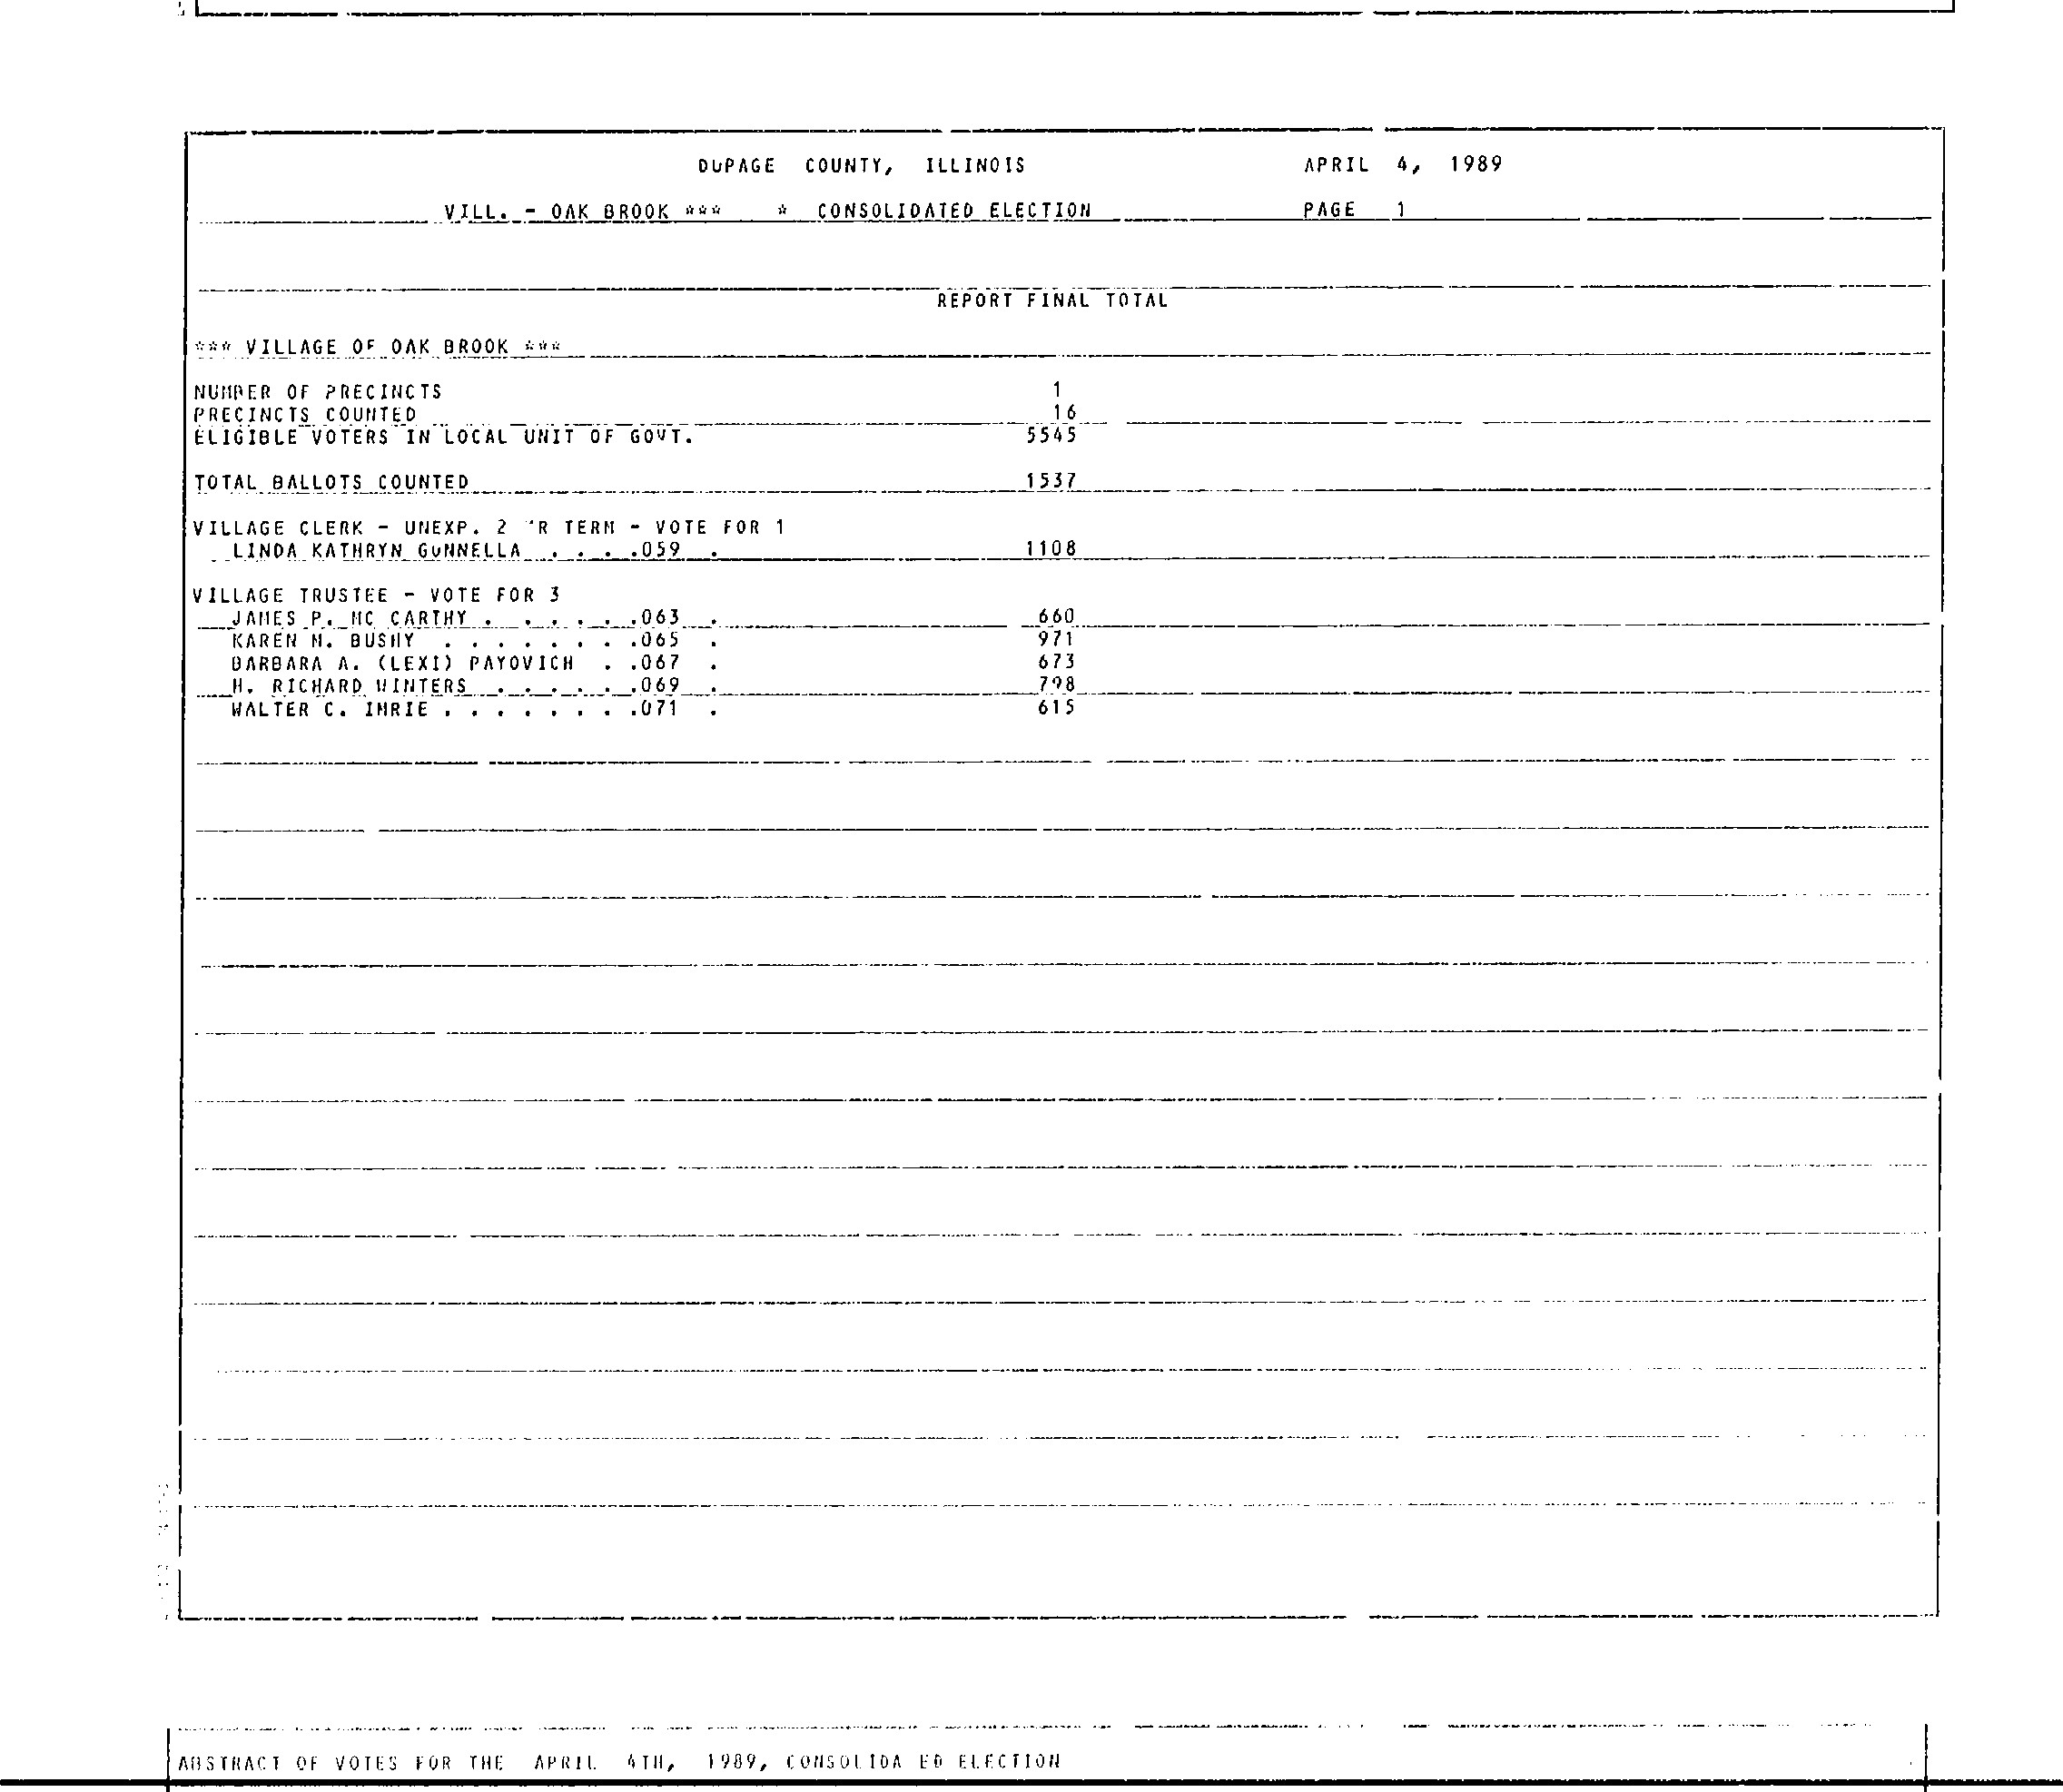 DUPAGE COUNTY, ILLINOIS APRIL 4, 1989
VILL. - OAK BROOK *** * CONSOLIDATED ELECTION PAGE 1
REPORT FINAL TOTAL
*** VILLAGE OF OAK BROOK ***
NUMBER OF PRECINCTS 1
PRECINCTS COUNTED 16
ELIGIBLE VOTERS IN LOCAL UNIT OF GOVT. 5545
TOTAL BALLOTS COUNTED 1537
VILLAGE CLERK - UNEXP. 2 'R TERM - VOTE FOR 1
LINDA KATHRYN GUNNELLA . . . .059 . 1108
VILLAGE TRUSTEE - VOTE FOR 3
JAMES P. MC CARTHY . . . . . .063 . 660
KAREN M. BUSHY . . . . . . . .065 . 971
BARBARA A. (LEXI) PAYOVICH . .067 . 673
H. RICHARD WINTERS . . . . . .069 . 798
WALTER C. IMRIE . . . . . . . .071 . 615
ABSTRACT OF VOTES FOR THE APRIL 4TH, 1989, CONSOLIDA ED ELECTION